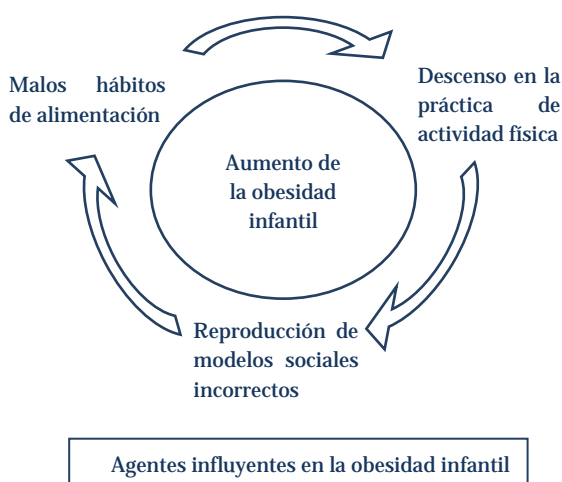 Malos hábitos
de alimentación
Descenso en la
práctica de
actividad física
Aumento de
la obesidad
infantil
Reproducción de
modelos sociales
incorrectos
Agentes influyentes en la obesidad infantil